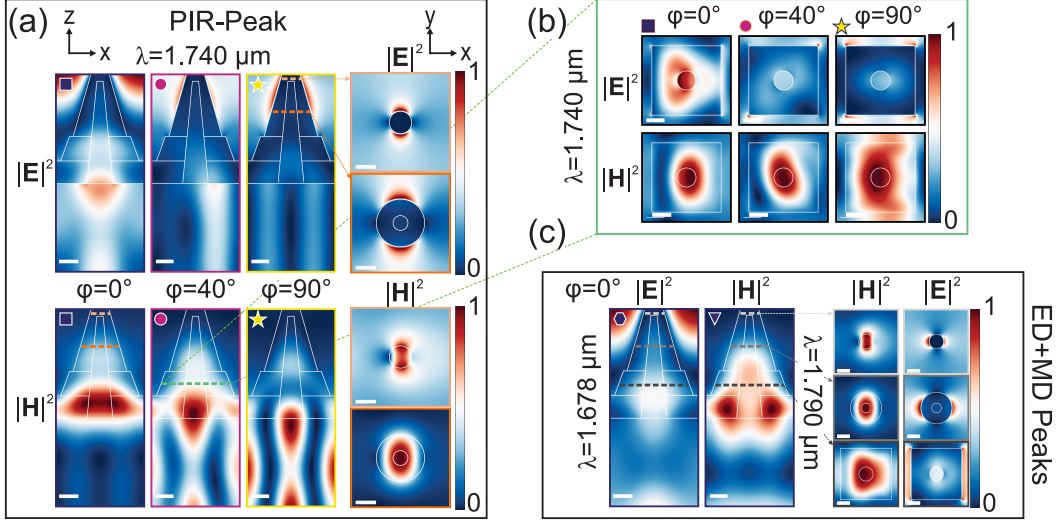 (a)
PIR-Peak
z
x
λ=1.740 µm
y
x
|E|²
1
0
|E|²
φ=0°
φ=40°
φ=90°
|H|²
|H|²
1
0
(b)
φ=0°
φ=40°
φ=90°
λ=1.740 µm
|E|²
|H|²
1
0
(c)
φ=0°
|E|²
|H|²
|H|²
|E|²
λ=1.678 µm
λ=1.790 µm
1
0
ED+MD Peaks